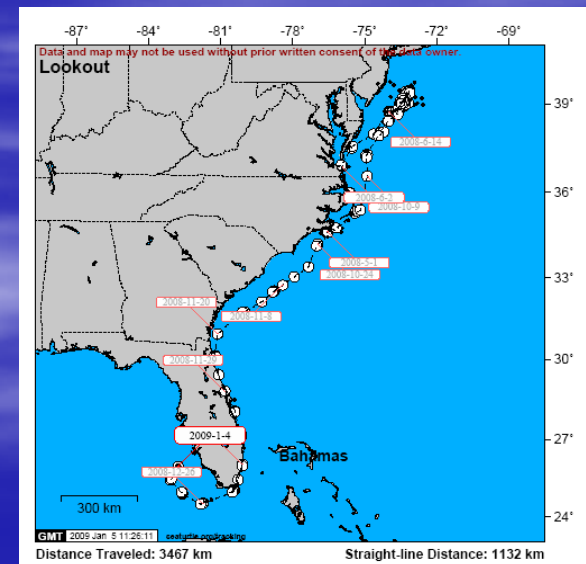 -87° -84° -81° -78° -75° -72° -69°
Data and map may not be used without prior written consent of the data owner.
Lookout
39°
2008-6-14
36°
2008-6-2
2008-10-9
2008-5-1
33°
2008-10-24
2008-11-20
2008-11-8
30°
2008-11-29
27°
2009-1-4
Bahamas
2008-12-26
300 km
24°
GMT 2009 Jan 5 11:26:11 seaturtle.org/tracking
Distance Traveled: 3467 km Straight-line Distance: 1132 km